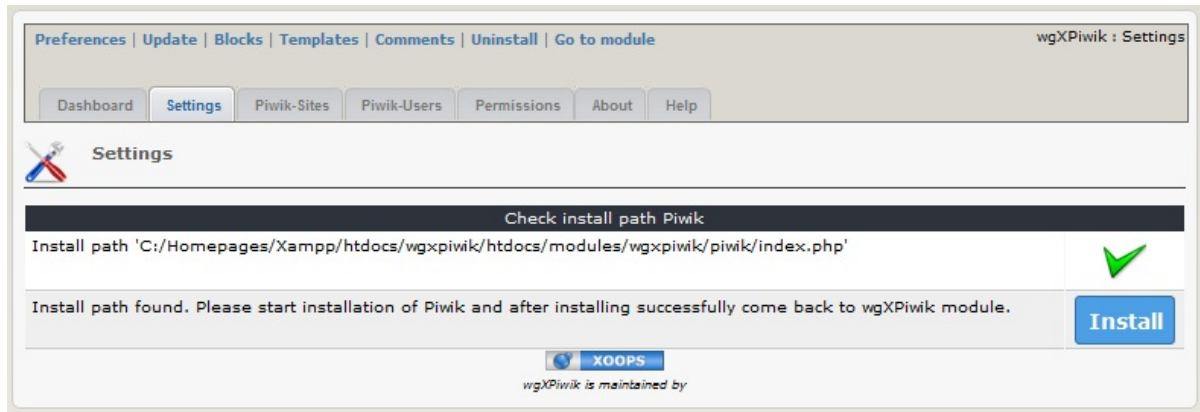 Preferences | Update | Blocks | Templates | Comments | Uninstall | Go to module
wgXPiwik : Settings
Dashboard Settings Piwik-Sites Piwik-Users Permissions About Help
Settings
Check install path Piwik
Install path 'C:/Homepages/Xampp/htdocs/wgxpiwik/htdocs/modules/wgxpiwik/piwik/index.php'
Install path found. Please start installation of Piwik and after installing successfully come back to wgXPiwik module.
Install
XOOPS
wgXPiwik is maintained by